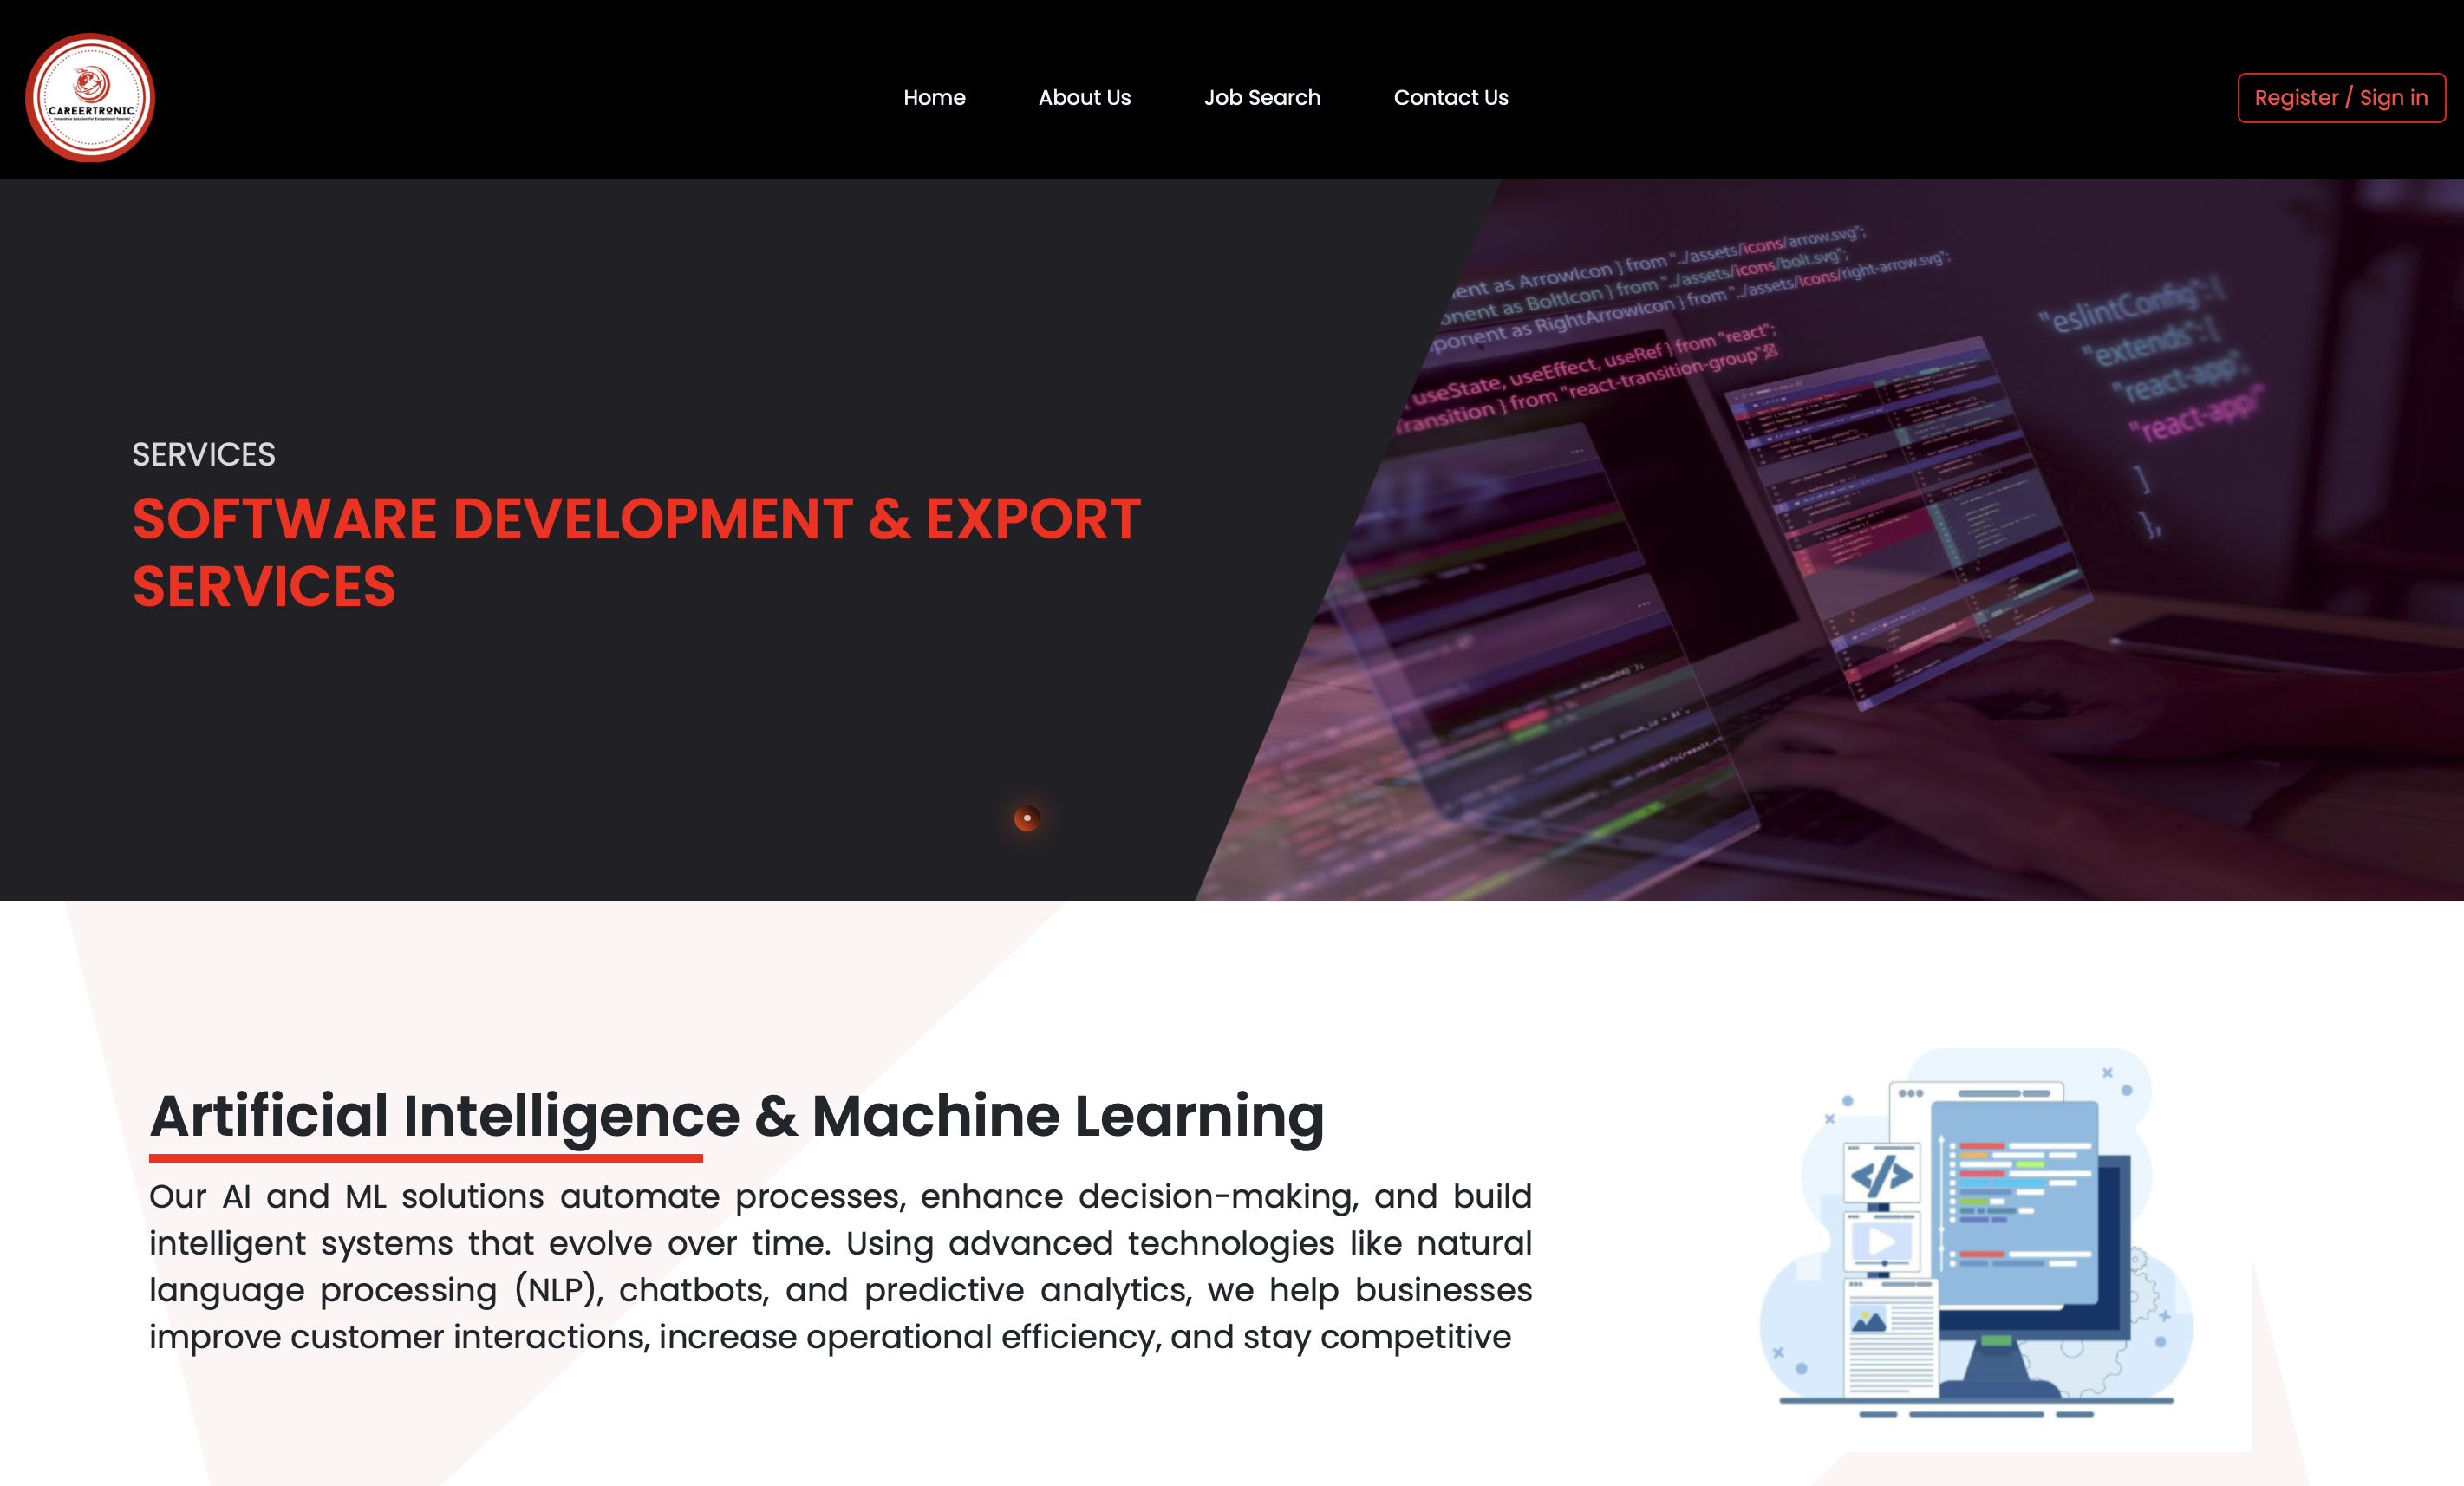 CAREERTRONIC
Home
About Us
Job Search
Contact Us
Register / Sign in
SERVICES
SOFTWARE DEVELOPMENT & EXPORT
SERVICES
as ArrowIcon } from "../assets/icons/arrow.svg";
as BoltIcon } from "../assets/icons/bolt.svg";
as RightArrowIcon } from "../assets/icons/right-arrow.svg";
useState, useEffect, useRef } from "react";
} from "react-transition-group";
"eslintConfig": {
"extends": [
"react-app",
"react-app/"
]
},
Artificial Intelligence & Machine Learning
Our AI and ML solutions automate processes, enhance decision-making, and build
intelligent systems that evolve over time. Using advanced technologies like natural
language processing (NLP), chatbots, and predictive analytics, we help businesses
improve customer interactions, increase operational efficiency, and stay competitive